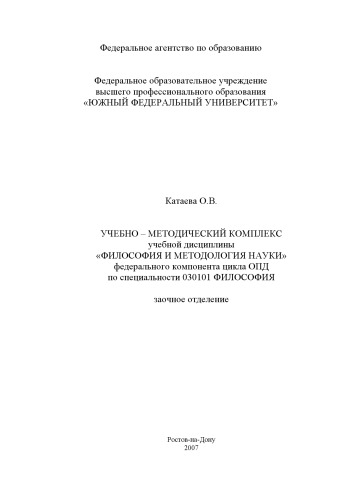 Федеральное агентство по образованию
Федеральное образовательное учреждение
высшего профессионального образования
«ЮЖНЫЙ ФЕДЕРАЛЬНЫЙ УНИВЕРСИТЕТ»
Катаева О.В.
УЧЕБНО – МЕТОДИЧЕСКИЙ КОМПЛЕКС
учебной дисциплины
«ФИЛОСОФИЯ И МЕТОДОЛОГИЯ НАУКИ»
федерального компонента цикла ОПД
по специальности 030101 ФИЛОСОФИЯ
заочное отделение
Ростов-на-Дону
2007